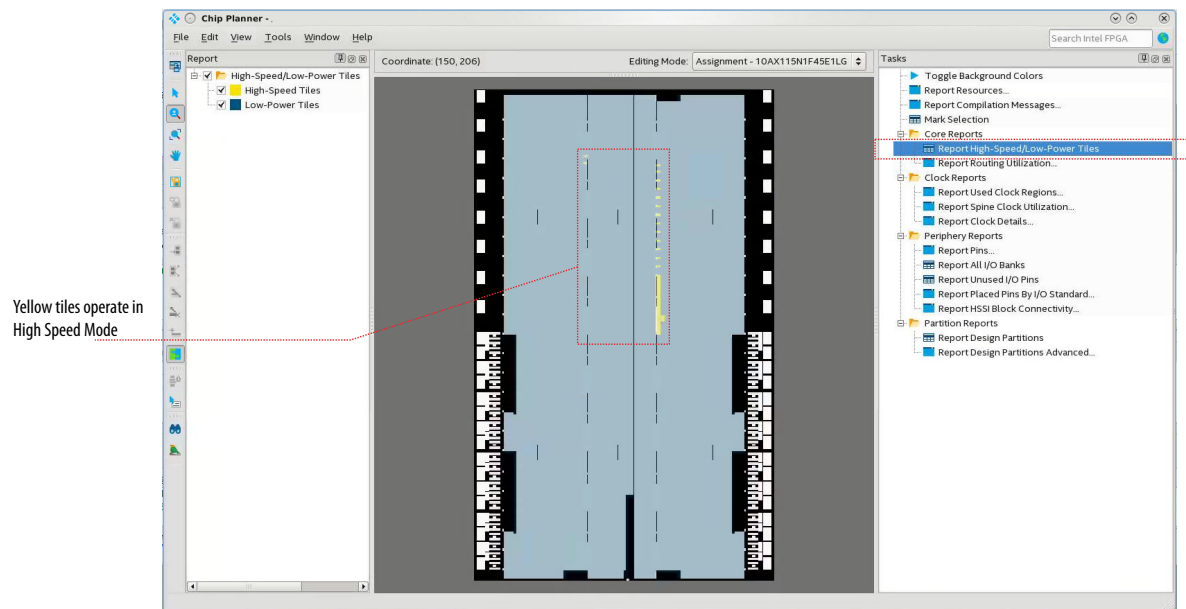 Chip Planner - .
File Edit View Tools Window Help
Search Intel FPGA
Report
High-Speed/Low-Power Tiles
High-Speed Tiles
Low-Power Tiles
Coordinate: (150, 206)
Editing Mode: Assignment - 10AX115N1F45E1LG
Tasks
Toggle Background Colors
Report Resources...
Report Compilation Messages...
Mark Selection
Core Reports
Report High-Speed/Low-Power Tiles
Report Routing Utilization...
Clock Reports
Report Used Clock Regions...
Report Spine Clock Utilization...
Report Clock Details...
Periphery Reports
Report Pins...
Report All I/O Banks
Report Unused I/O Pins
Report Placed Pins By I/O Standard...
Report HSSI Block Connectivity...
Partition Reports
Report Design Partitions
Report Design Partitions Advanced...
Yellow tiles operate in
High Speed Mode